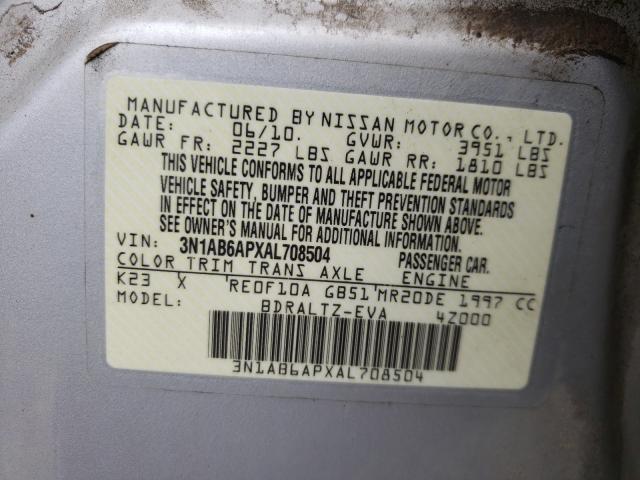 MANUFACTURED BY NISSAN MOTOR CO., LTD.
DATE: 06/10. GVWR: 3951 LBS
GAWR FR: 2227 LBS GAWR RR: 1810 LBS
THIS VEHICLE CONFORMS TO ALL APPLICABLE FEDERAL MOTOR
VEHICLE SAFETY, BUMPER AND THEFT PREVENTION STANDARDS
IN EFFECT ON THE DATE OF MANUFACTURE SHOWN ABOVE.
SEE OWNER'S MANUAL FOR ADDITIONAL INFORMATION.
VIN: 3N1AB6APXAL708504 PASSENGER CAR.
COLOR TRIM TRANS AXLE ENGINE
K23 X RE0F10A GB51 MR20DE 1997 CC
MODEL: BDRALTZ-EVA 4Z000
3N1AB6APXAL708504